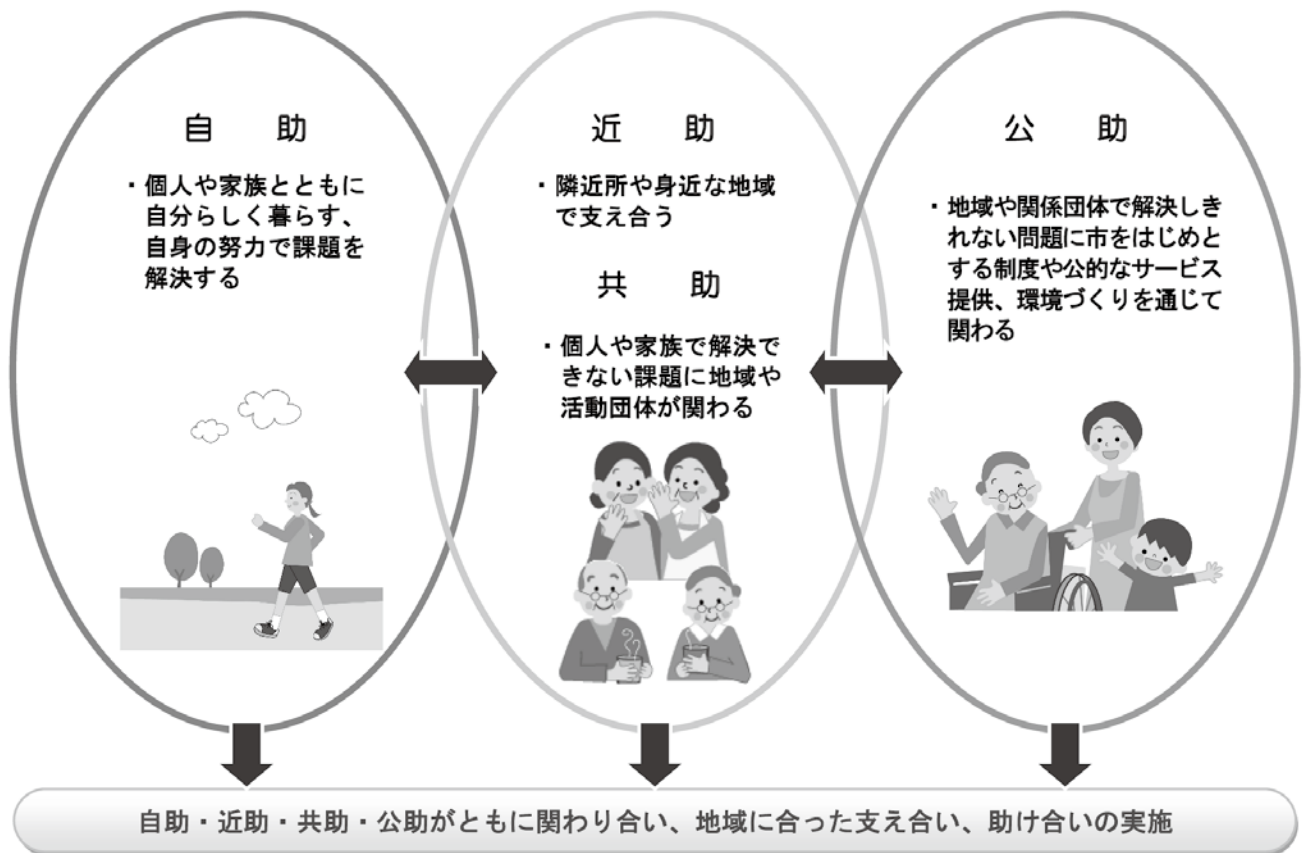 自　助
・個人や家族とともに
自分らしく暮らす、
自身の努力で課題を
解決する
近　助
・隣近所や身近な地域
で支え合う
共　助
・個人や家族で解決で
きない課題に地域や
活動団体が関わる
公　助
・地域や関係団体で解決しき
れない問題に市をはじめと
する制度や公的なサービス
提供、環境づくりを通じて
関わる
自助・近助・共助・公助がともに関わり合い、地域に合った支え合い、助け合いの実施